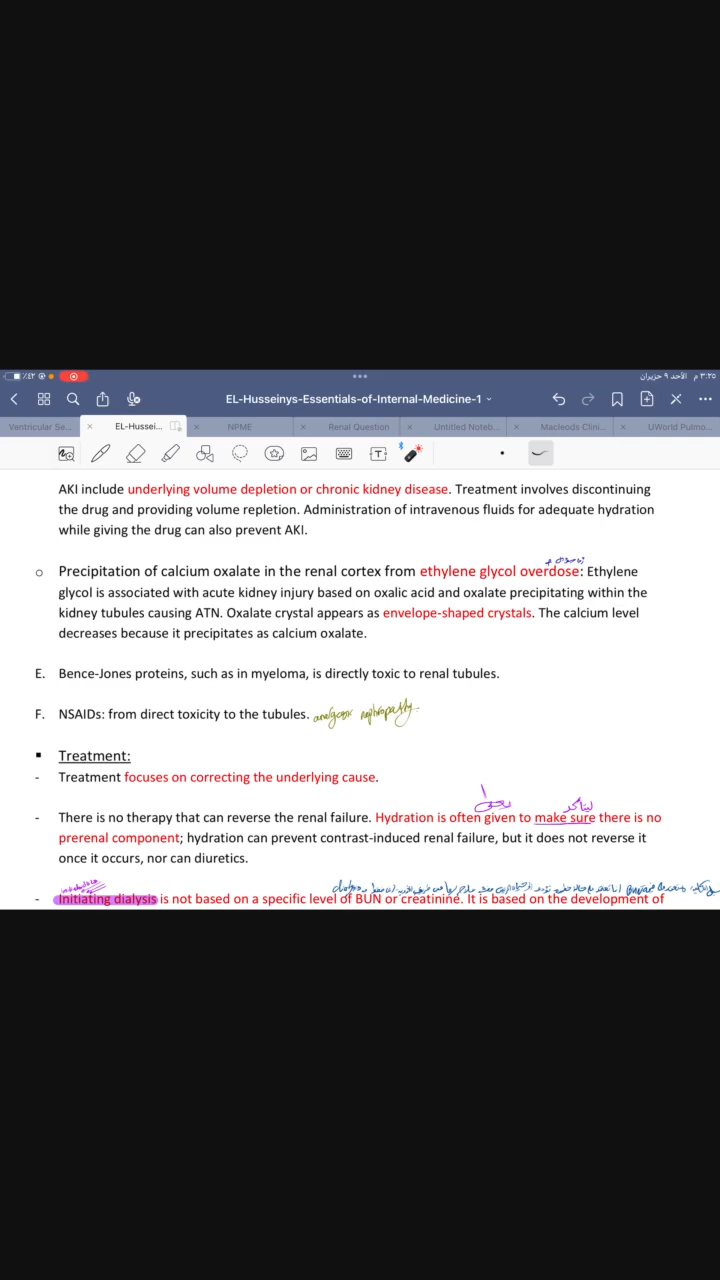 ٪٤٢
٣:٣٥ م الأحد ٩ حزيران
EL-Husseinys-Essentials-of-Internal-Medicine-1
Ventricular Se...
EL-Hussei...
NPME
Renal Question
Untitled Noteb...
Macleods Clini...
UWorld Pulmo...
AKI include underlying volume depletion or chronic kidney disease. Treatment involves discontinuing
the drug and providing volume repletion. Administration of intravenous fluids for adequate hydration
while giving the drug can also prevent AKI.
o Precipitation of calcium oxalate in the renal cortex from ethylene glycol overdose: Ethylene
glycol is associated with acute kidney injury based on oxalic acid and oxalate precipitating within the
kidney tubules causing ATN. Oxalate crystal appears as envelope-shaped crystals. The calcium level
decreases because it precipitates as calcium oxalate.
E. Bence-Jones proteins, such as in myeloma, is directly toxic to renal tubules.
F. NSAIDs: from direct toxicity to the tubules. analgesic nephropathy
▪ Treatment:
- Treatment focuses on correcting the underlying cause.
ليتأكد
- There is no therapy that can reverse the renal failure. Hydration is often given to make sure there is no
prerenal component; hydration can prevent contrast-induced renal failure, but it does not reverse it
once it occurs, nor can diuretics.
- Initiating dialysis is not based on a specific level of BUN or creatinine. It is based on the development of